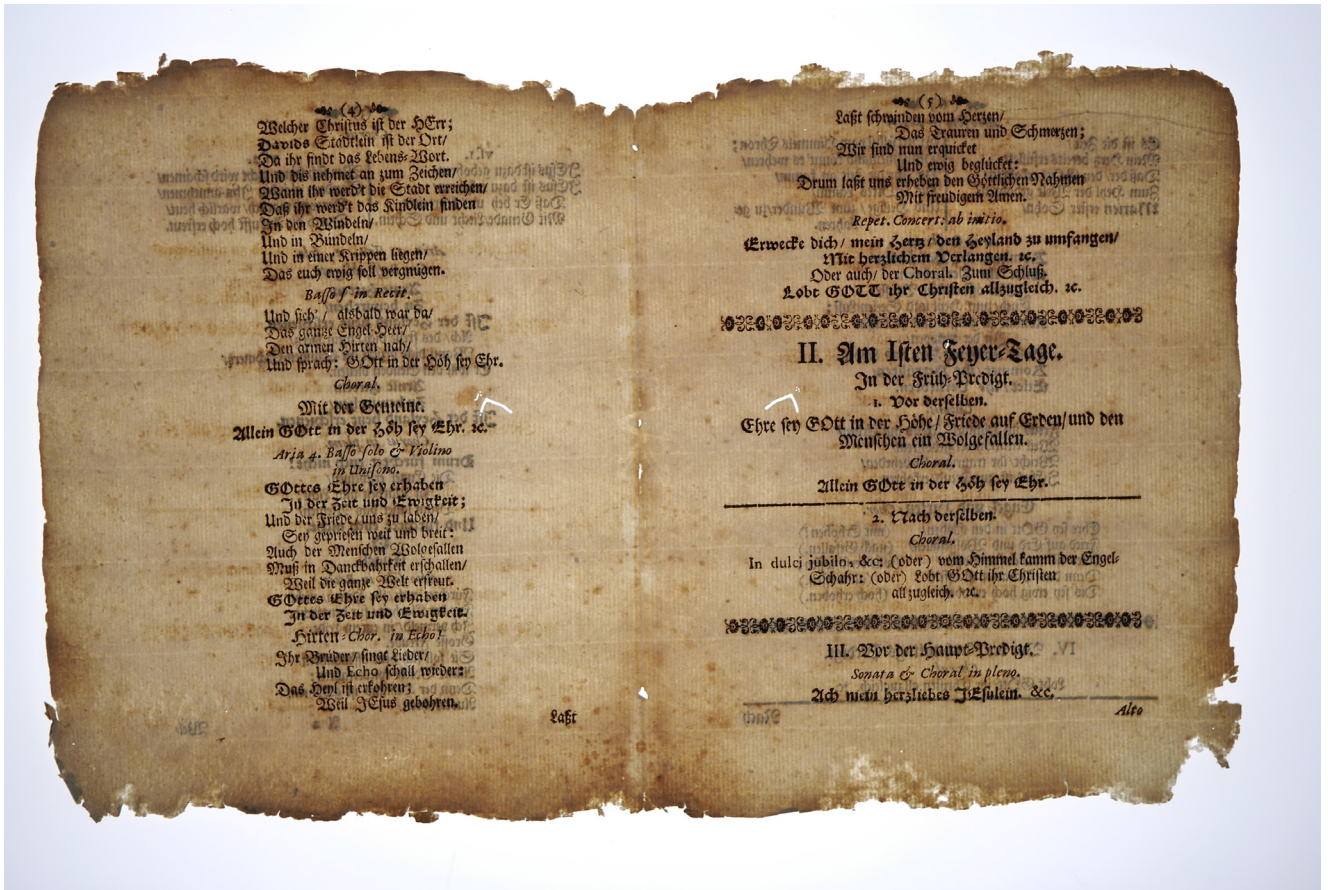 (4)
Welcher Christus ist der HErr;
Davids Städtlein ist der Ort/
Da ihr findt das Lebens-Wort.
Und dis nehmet an zum Zeichen/
Wann ihr werd't die Stadt erreichen/
Daß ihr werd't das Kindlein finden
In den Windeln/
Und in Bündeln/
Und in einer Krippen liegen/
Das euch ewig soll vergnügen.
Basso s in Recit.
Und sich'/ alsbald war da/
Das gantze Engel-Heer/
Den armen Hirten nah/
Und sprach: GOtt in der Höh sey Ehr.
Choral.
Mit der Gemeine.
Allein GOtt in der Höh sey Ehr. ꝛc.
Aria 4. Basso solo & Violino
in Unisono.
GOttes Ehre sey erhaben
In der Zeit und Ewigkeit;
Und der Friede/ uns zu laben/
Sey gepriesen weit und breit:
Auch der Menschen Wolgefallen
Muß in Danckbahrkeit erschallen/
Weil die gantze Welt erfreut.
GOttes Ehre sey erhaben
In der Zeit und Ewigkeit.
Hirten-Chor. in Echo!
Ihr Brüder/ singt Lieder/
Und Echo schall wieder:
Das Heyl ist erkohren;
Weil JEsus gebohren.
Laßt
(5)
Laßt schwinden vom Herzen/
Das Trauren und Schmerzen;
Wir sind nun erquicket
Und ewig beglücket:
Drum laßt uns erheben den Göttlichen Nahmen
Mit freudigem Amen.
Repet. Concert: ab initio.
Erwecke dich/ mein Hertz/ den Heyland zu umfangen/
Mit herzlichem Verlangen. ꝛc.
Oder auch/ der Choral. Zum Schluß.
Lobt GOTT ihr Christen allzugleich. ꝛc.
II. Am Isten Feyer-Tage.
In der Früh-Predigt.
1. Vor derselben.
Ehre sey GOtt in der Höhe/ Friede auf Erden/ und den
Menschen ein Wolgefallen.
Choral.
Allein GOtt in der Höh sey Ehr.
2. Nach derselben.
Choral.
In dulci jubilo, &c: (oder) vom Himmel kamm der Engel-
Schahr: (oder) Lobt GOtt ihr Christen
allzugleich. ꝛc.
III. Vor der Haupt-Predigt.
Sonata & Choral in pleno.
Ach mein herzliebes JEsulein. &c.
Alto